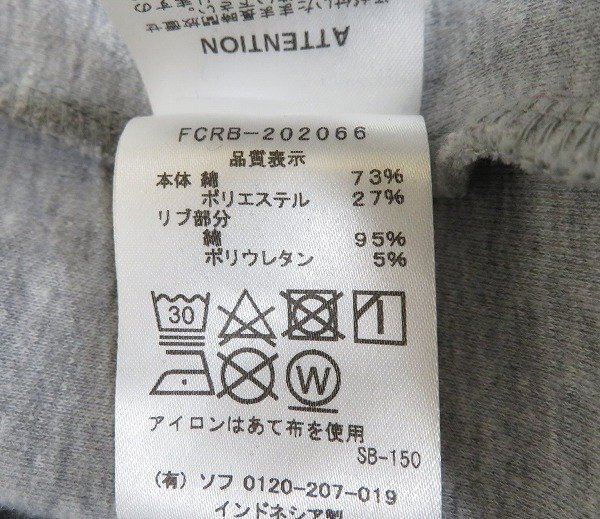 ATTENTION
FCRB-202066
品質表示
本体 綿 73%
ポリエステル 27%
リブ部分
綿 95%
ポリウレタン 5%
30
W
アイロンはあて布を使用
SB-150
(有) ソフ 0120-207-019
インドネシア製